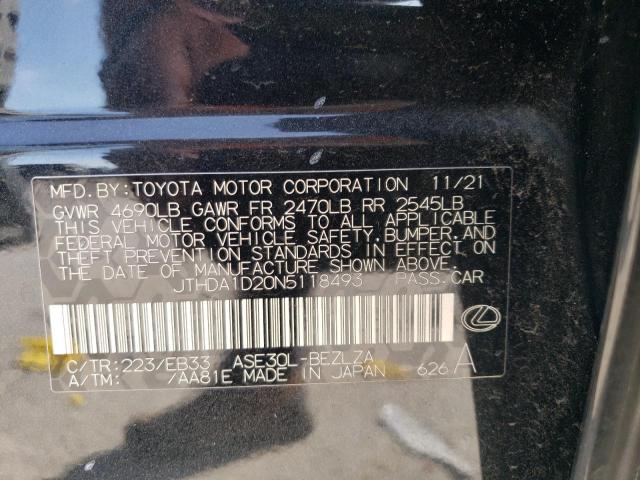 MFD.BY:TOYOTA MOTOR CORPORATION 11/21
GVWR 4690LB GAWR FR 2470LB RR 2545LB
THIS VEHICLE CONFORMS TO ALL APPLICABLE
FEDERAL MOTOR VEHICLE SAFETY,BUMPER,AND
THEFT PREVENTION STANDARDS IN EFFECT ON
THE DATE OF MANUFACTURE SHOWN ABOVE.
JTHDA1D20N5118493 PASS.CAR
C/TR:223/EB33 ASE30L-BEZLZA
A/TM: /AA81E MADE IN JAPAN 626 A